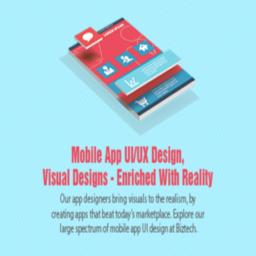 Mobile App UI/UX Design,
Visual Designs - Enriched With Reality
Our app designers bring visuals to the realism, by
creating apps that beat today's marketplace. Explore our
large spectrum of mobile app UI design at Biztech.